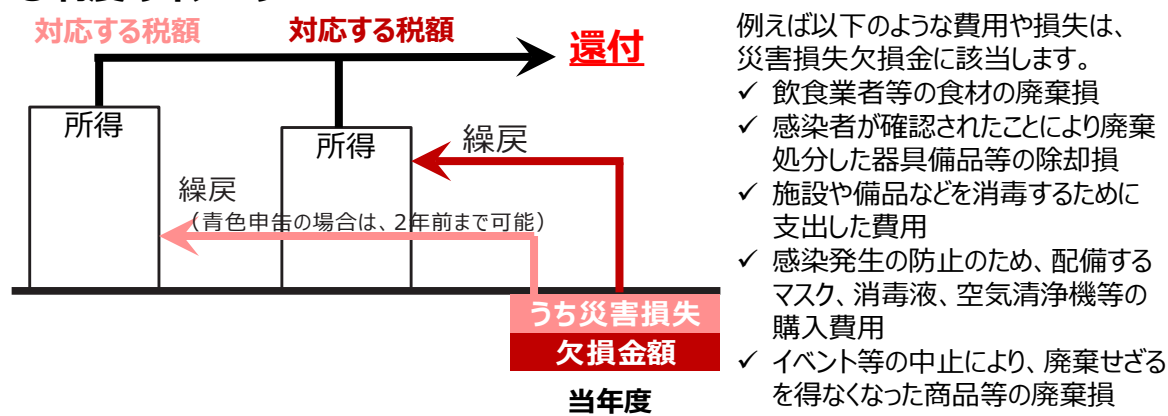 対応する税額
対応する税額
還付
所得
所得
繰戻
繰戻
（青色申告の場合は、2年前まで可能）
うち災害損失
欠損金額
当年度
例えば以下のような費用や損失は、
災害損失欠損金に該当します。
✓ 飲食業者等の食材の廃棄損
✓ 感染者が確認されたことにより廃棄
処分した器具備品等の除却損
✓ 施設や備品などを消毒するために
支出した費用
✓ 感染発生の防止のため、配備する
マスク、消毒液、空気清浄機等の
購入費用
✓ イベント等の中止により、廃棄せざる
を得なくなった商品等の廃棄損